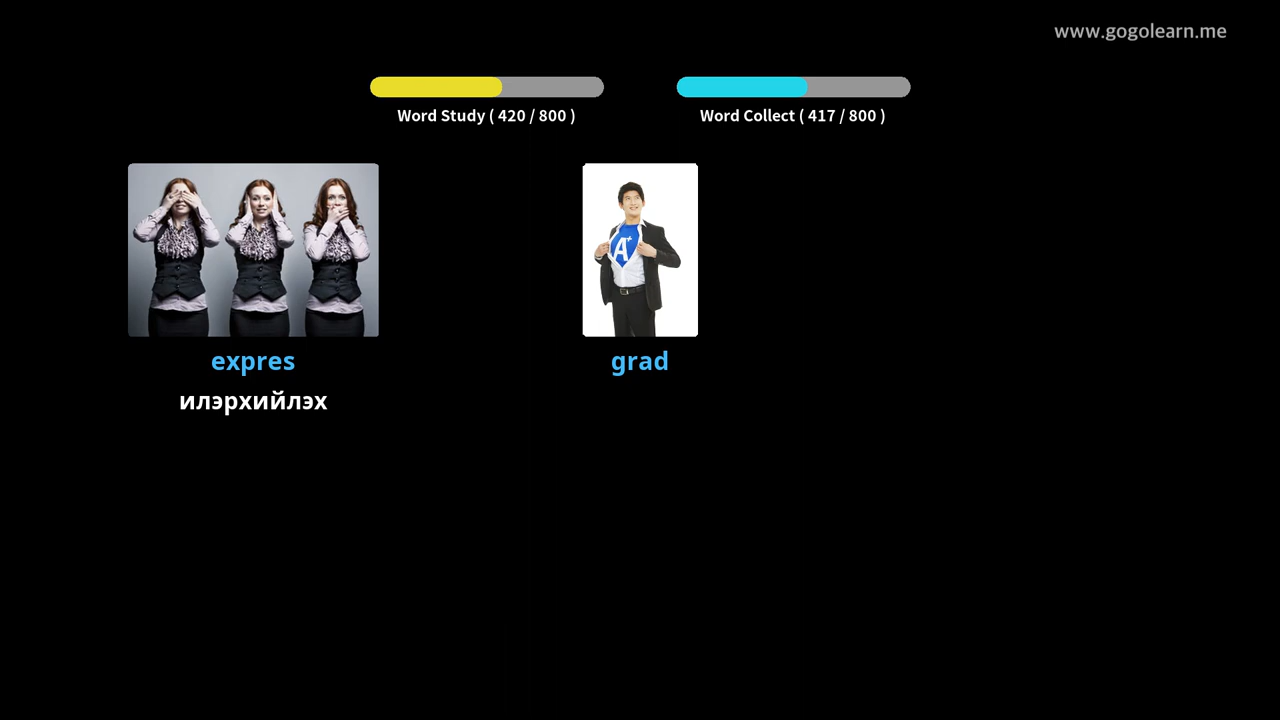 www.gogolearn.me
Word Study ( 420 / 800 )
Word Collect ( 417 / 800 )
A+
expres
grad
илэрхийлэх